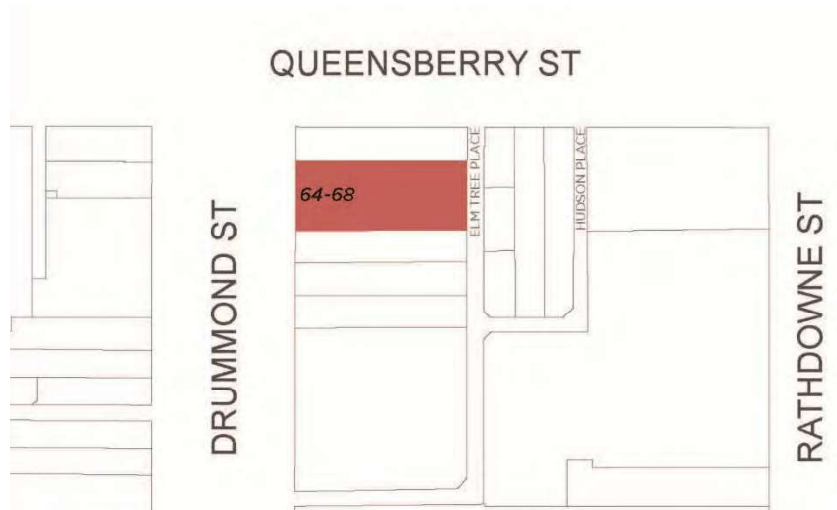 QUEENSBERRY ST
64-68
ELM TREE PLACE
HUDSON PLACE
DRUMMOND ST
RATHDOWNE ST